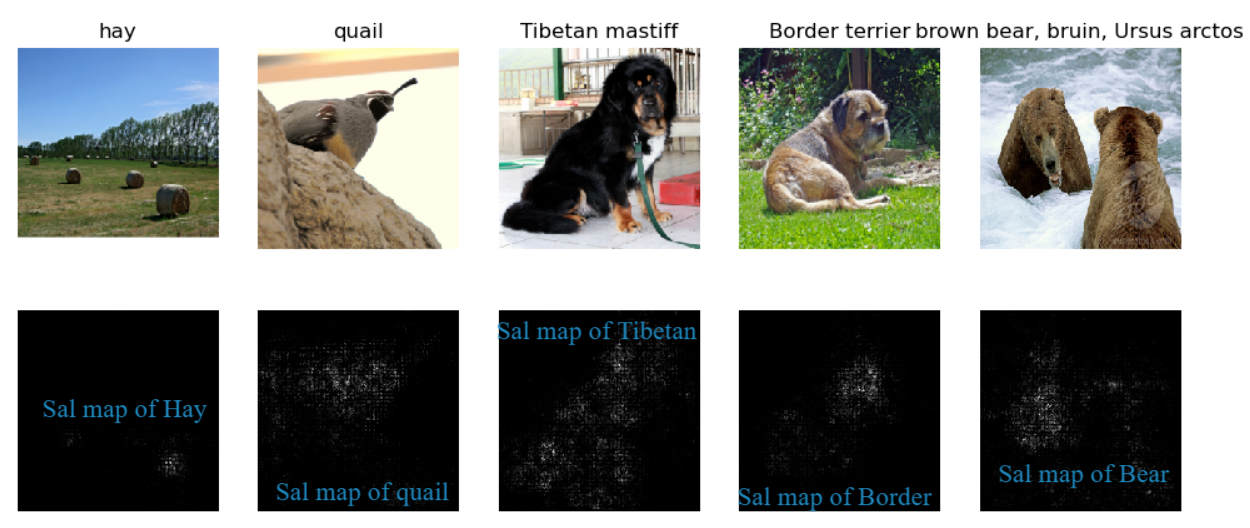 hay
quail
Tibetan mastiff
Border terrier
brown bear, bruin, Ursus arctos
Sal map of Hay
Sal map of quail
Sal map of Tibetan
Sal map of Border
Sal map of Bear